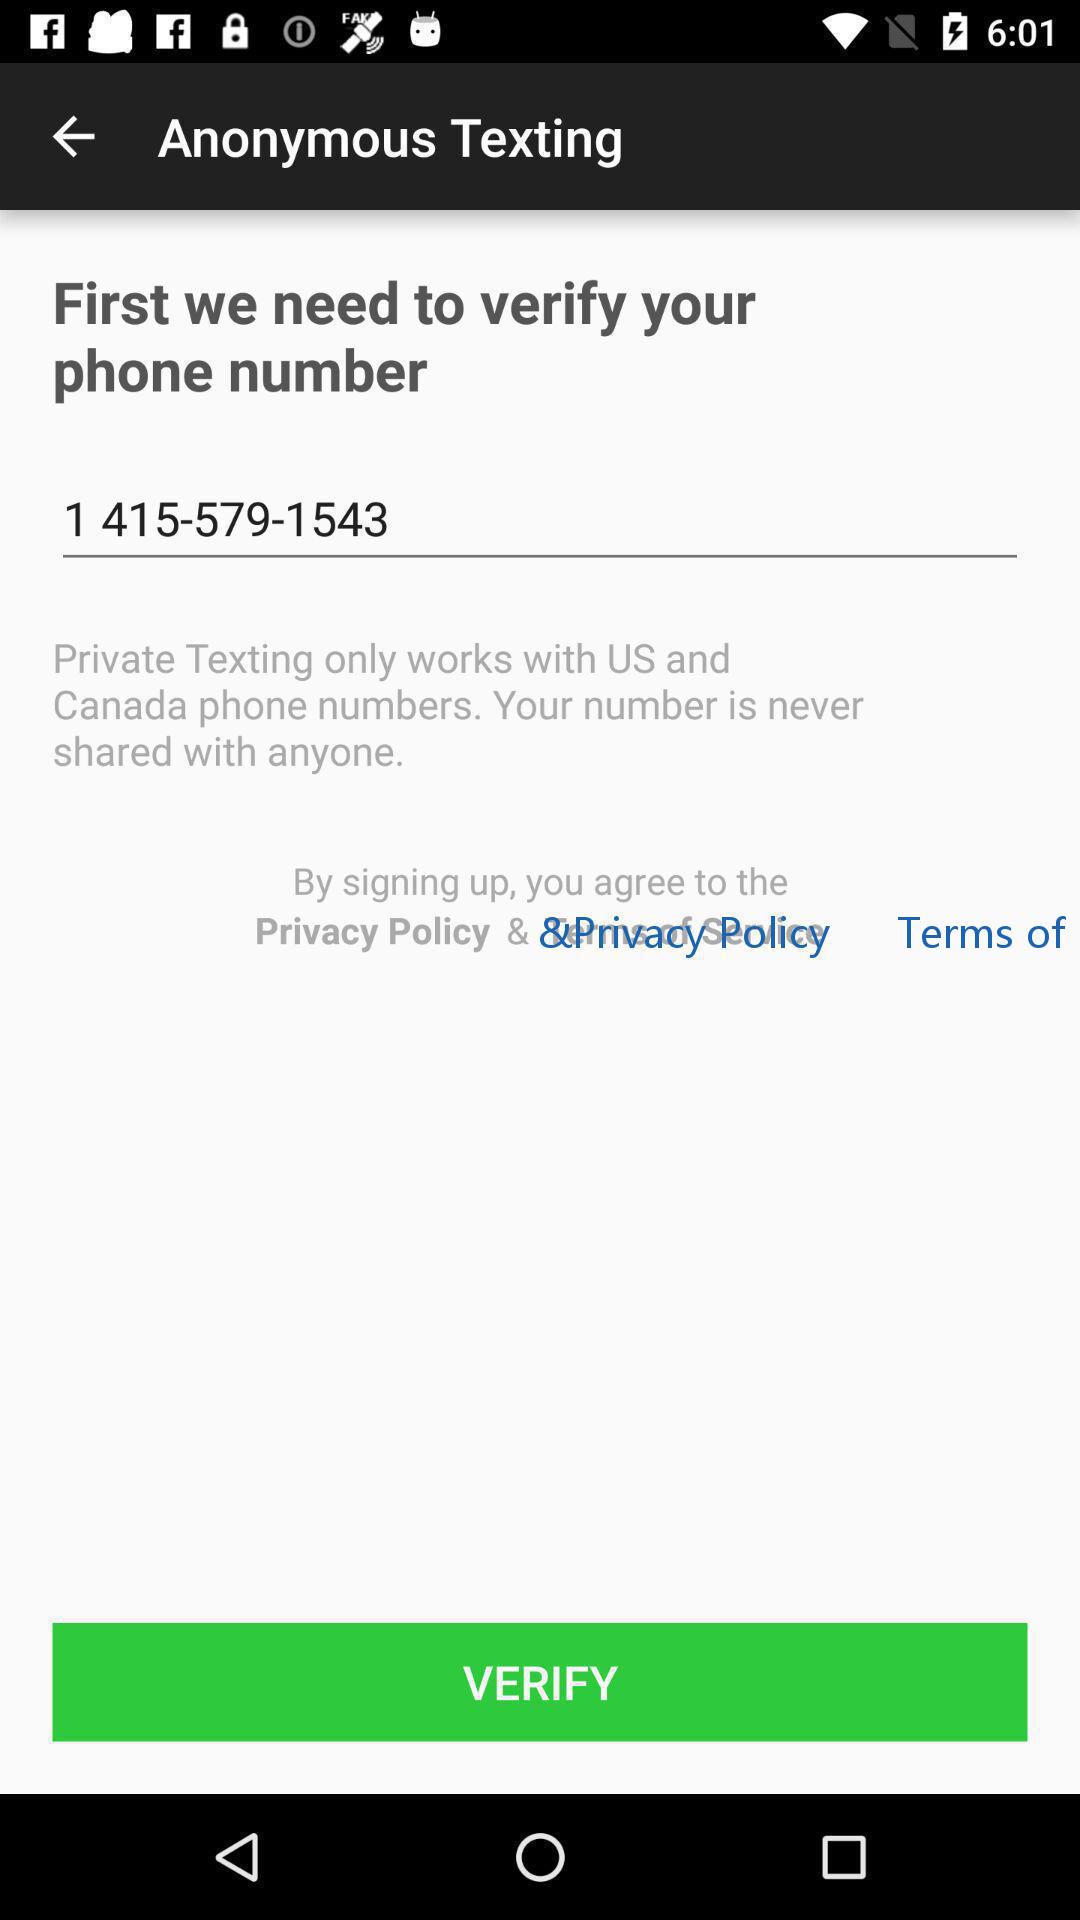 FAKE
6:01
Anonymous Texting
First we need to verify your
phone number
1 415-579-1543
Private Texting only works with US and
Canada phone numbers. Your number is never
shared with anyone.
By signing up, you agree to the
Privacy Policy & Terms of Service
&Privacy Policy Terms of
VERIFY